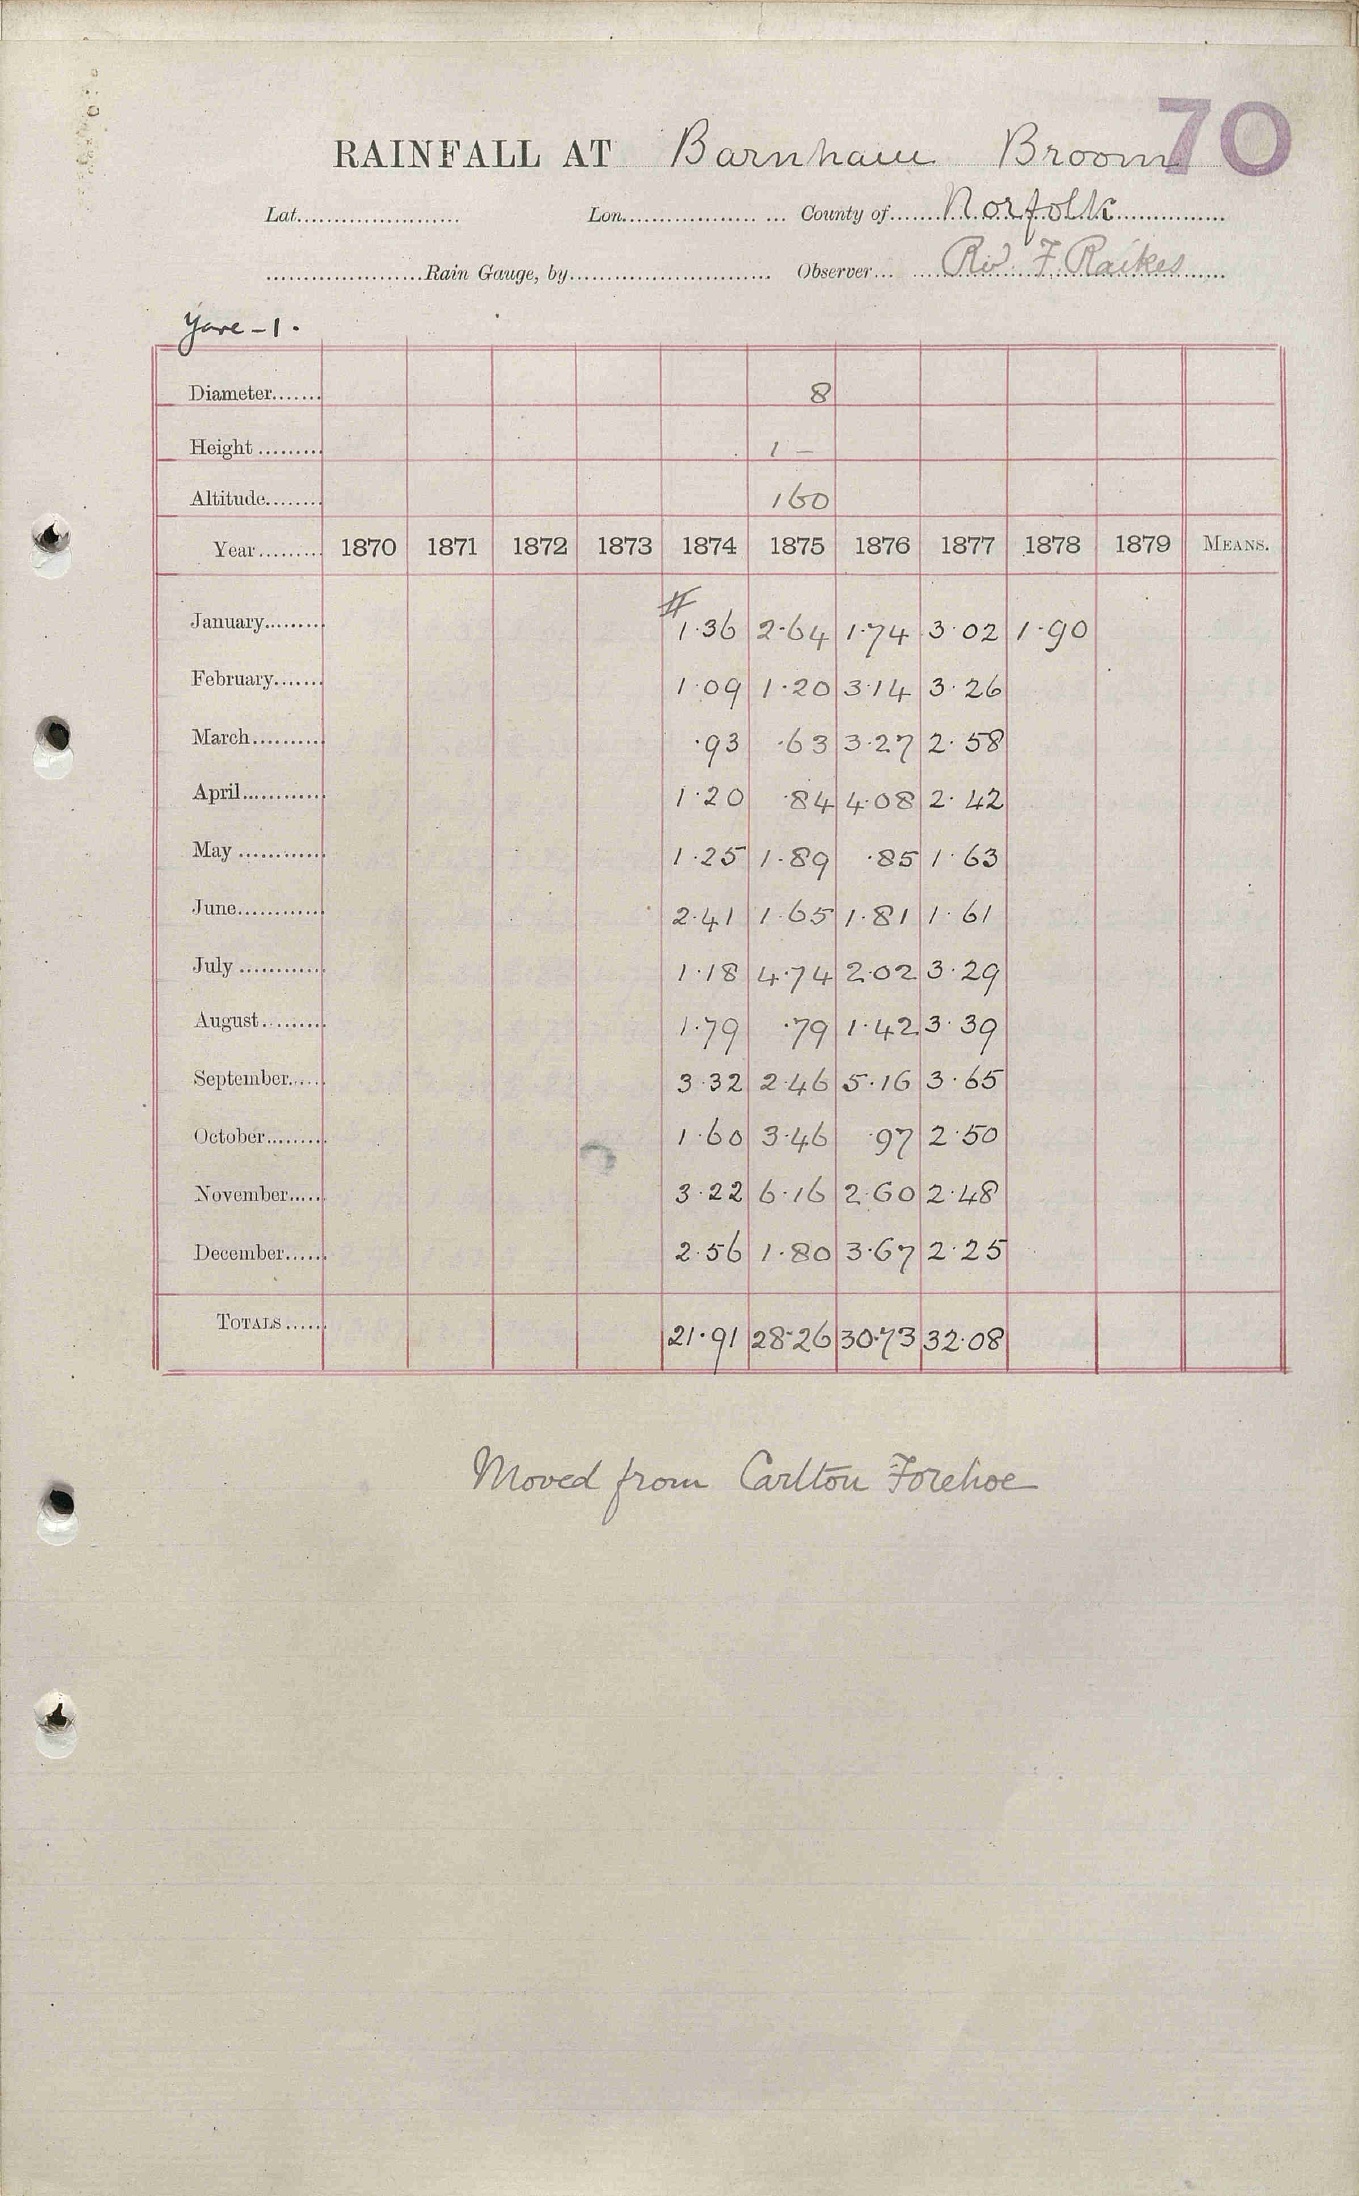 70
RAINFALL AT Barnham Broom
Lat. Lon. County of Norfolk
Rain Gauge, by Observer Rev. F. Raikes
Yare - 1.
Diameter 8
Height 1 -
Altitude 160
Year 1870 1871 1872 1873 1874 1875 1876 1877 1878 1879 MEANS.
January # 1.36 2.64 1.74 3.02 1.90
February 1.09 1.20 3.14 3.26
March .93 .63 3.27 2.58
April 1.20 .84 4.08 2.42
May 1.25 1.89 .85 1.63
June 2.41 1.65 1.81 1.61
July 1.18 4.74 2.02 3.29
August 1.79 .79 1.42 3.39
September 3.32 2.46 5.16 3.65
October 1.60 3.46 .97 2.50
November 3.22 6.16 2.60 2.48
December 2.56 1.80 3.67 2.25
TOTALS 21.91 28.26 30.73 32.08
Moved from Carlton Forehoe